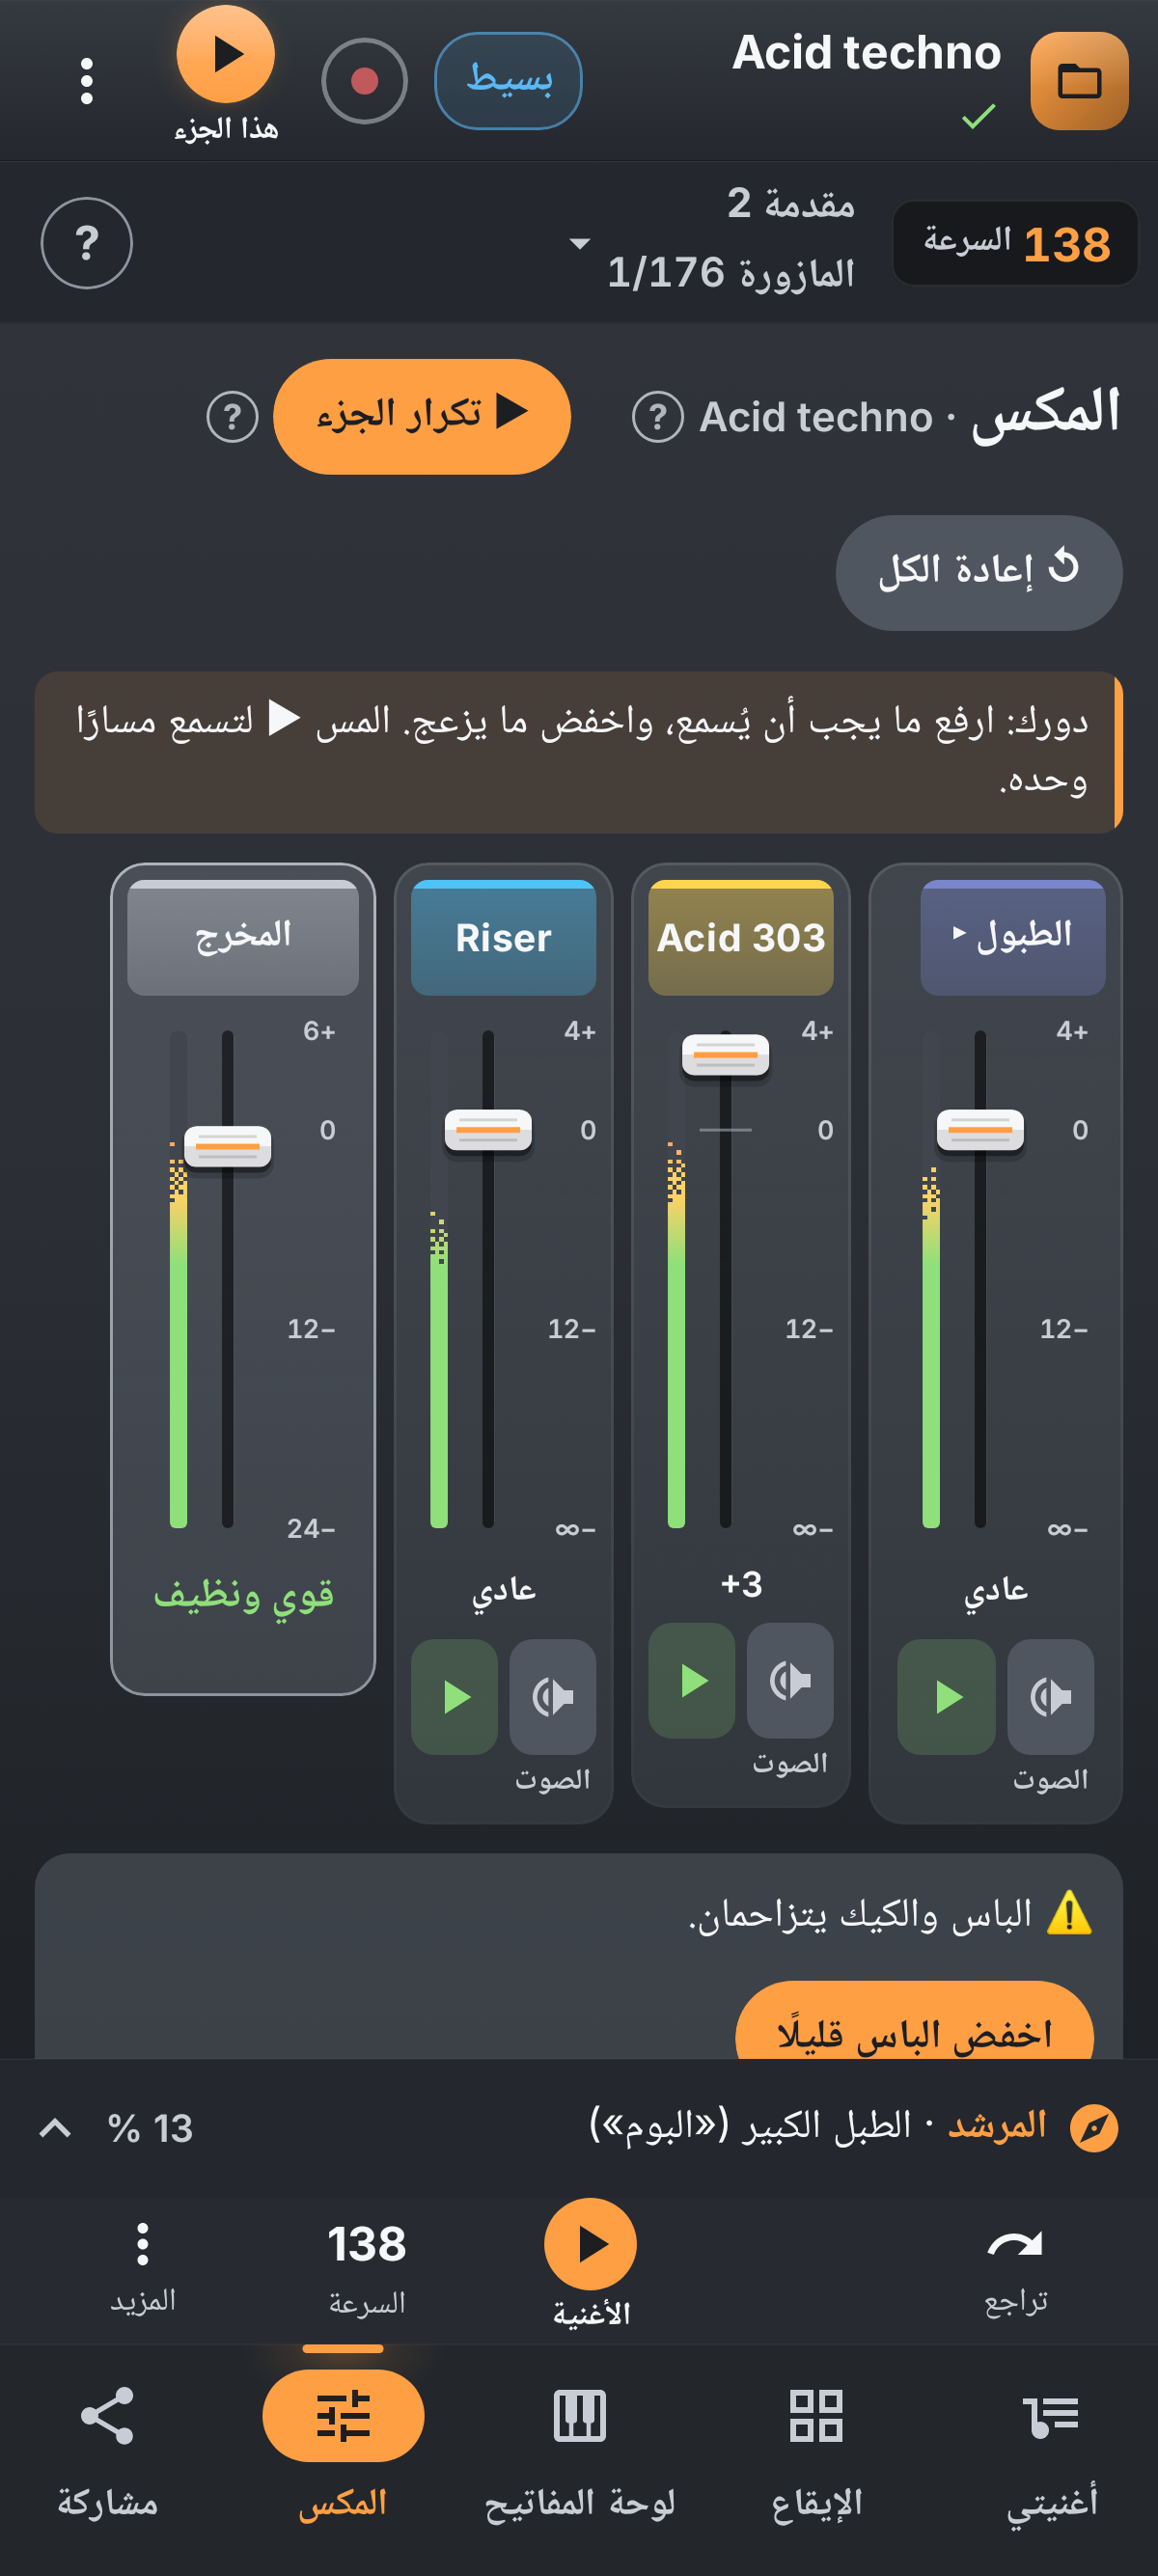 Acid techno
بسيط
هذا الجزء
138 السرعة
مقدمة 2
المازورة 1/176
?
المكس · Acid techno ?
تكرار الجزء ?
إعادة الكل
دورك: ارفع ما يجب أن يُسمع، واخفض ما يزعج. المس ▶ لتسمع مسارًا
وحده.
الطبول
4+
0
12−
∞−
عادي
الصوت
Acid 303
4+
0
12−
∞−
+3
الصوت
Riser
4+
0
12−
∞−
عادي
الصوت
المخرج
6+
0
12−
24−
قوي ونظيف
⚠️ الباس والكيك يتزاحمان.
اخفض الباس قليلًا
المرشد · الطبل الكبير («البوم»)
% 13
تراجع
الأغنية
138
السرعة
المزيد
أغنيتي
الإيقاع
لوحة المفاتيح
المكس
مشاركة